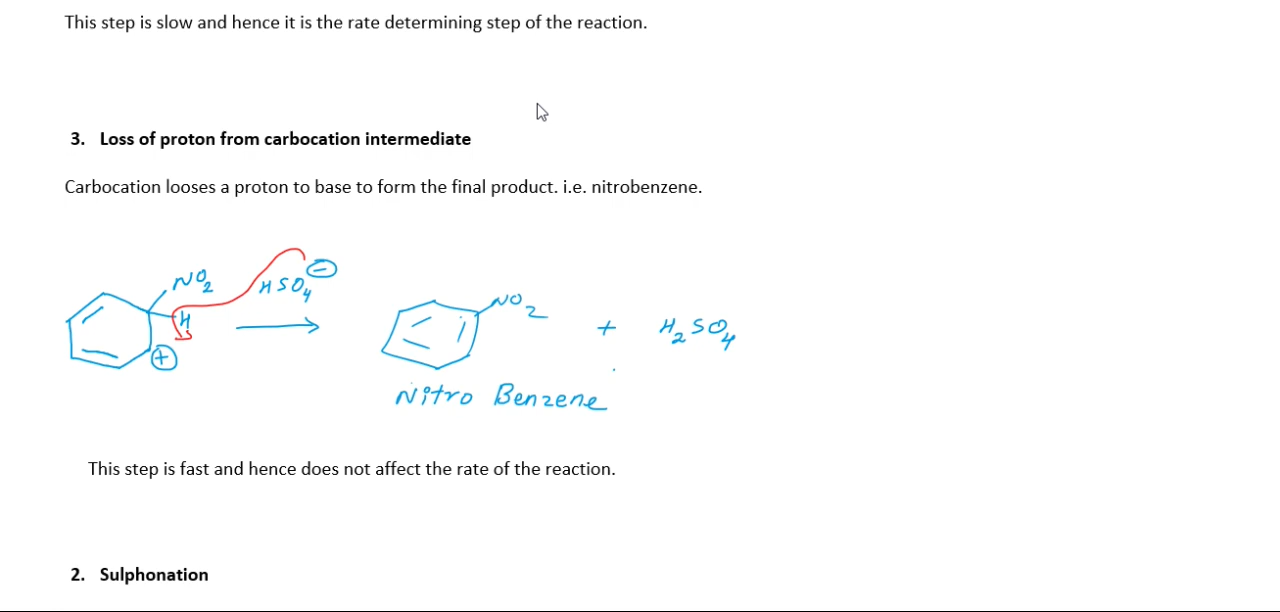 This step is slow and hence it is the rate determining step of the reaction.
3. Loss of proton from carbocation intermediate
Carbocation looses a proton to base to form the final product. i.e. nitrobenzene.
NO2 HSO4 ⊖
H
⊕
NO2 + H2SO4
Nitro Benzene
This step is fast and hence does not affect the rate of the reaction.
2. Sulphonation